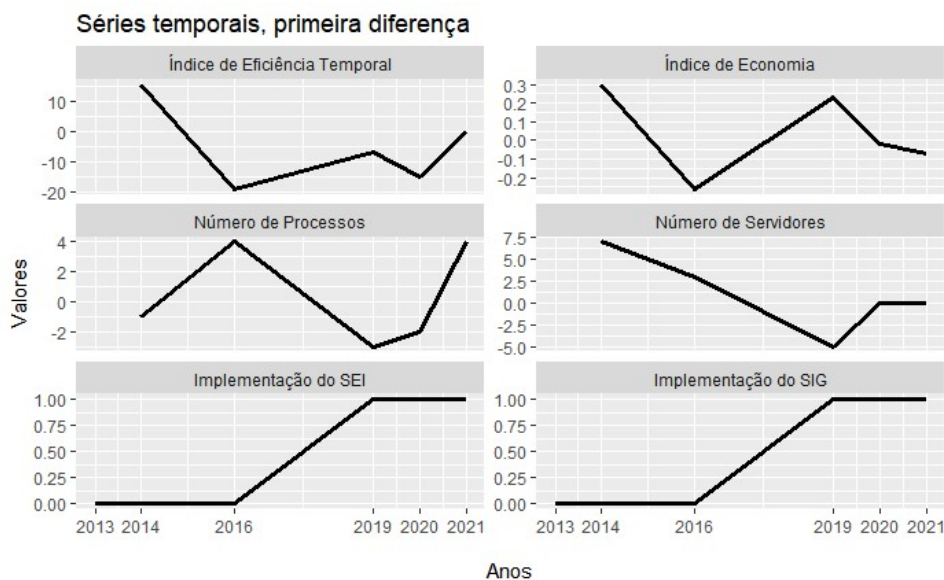 Séries temporais, primeira diferença
Índice de Eficiência Temporal
10
0
-10
-20
Índice de Economia
0.3
0.2
0.1
0.0
-0.1
-0.2
Número de Processos
4
2
0
-2
Número de Servidores
7.5
5.0
2.5
0.0
-2.5
-5.0
Implementação do SEI
1.00
0.75
0.50
0.25
0.00
2013 2014 2016 2019 2020 2021
Implementação do SIG
1.00
0.75
0.50
0.25
0.00
2013 2014 2016 2019 2020 2021
Valores
Anos